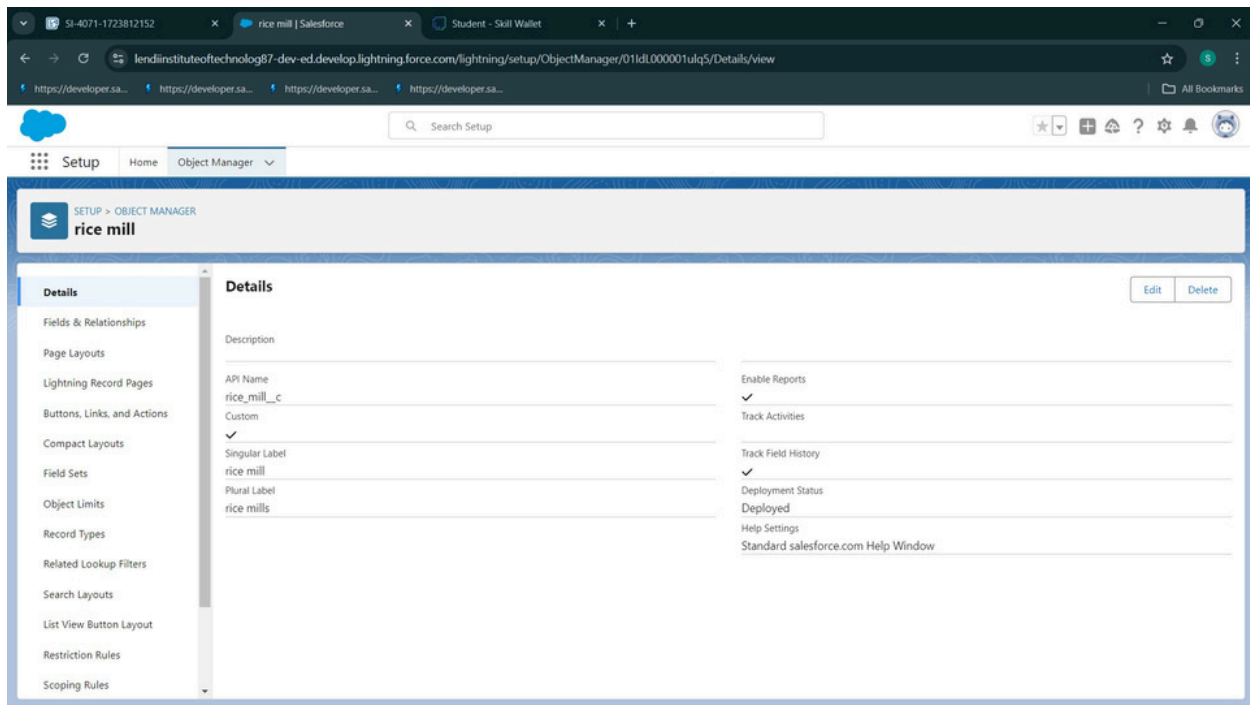 SI-4071-1723812152
rice mill | Salesforce
Student - Skill Wallet
lendiinstituteoftechnolog87-dev-ed.develop.lightning.force.com/lightning/setup/ObjectManager/01IdL000001ulq5/Details/view
S
https://developer.sa... https://developer.sa... https://developer.sa... https://developer.sa...
All Bookmarks
Search Setup
Setup Home Object Manager
SETUP > OBJECT MANAGER
rice mill
Details
Fields & Relationships
Page Layouts
Lightning Record Pages
Buttons, Links, and Actions
Compact Layouts
Field Sets
Object Limits
Record Types
Related Lookup Filters
Search Layouts
List View Button Layout
Restriction Rules
Scoping Rules
Details
Edit Delete
Description
API Name
rice_mill__c
Custom
Singular Label
rice mill
Plural Label
rice mills
Enable Reports
Track Activities
Track Field History
Deployment Status
Deployed
Help Settings
Standard salesforce.com Help Window